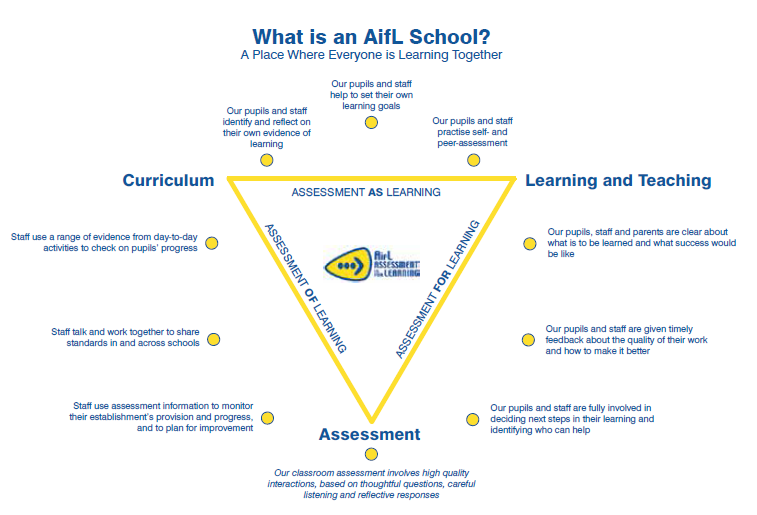 What is an AifL School?
A Place Where Everyone is Learning Together
Our pupils and staff
help to set their own
learning goals
Our pupils and staff
identify and reflect on
their own evidence of
learning
Our pupils and staff
practise self- and
peer-assessment
Curriculum
Learning and Teaching
ASSESSMENT AS LEARNING
ASSESSMENT OF LEARNING
AifL
ASSESSMENT
is for LEARNING
ASSESSMENT FOR LEARNING
Staff use a range of evidence from day-to-day
activities to check on pupils' progress
Our pupils, staff and parents are clear about
what is to be learned and what success would
be like
Staff talk and work together to share
standards in and across schools
Our pupils and staff are given timely
feedback about the quality of their work
and how to make it better
Staff use assessment information to monitor
their establishment's provision and progress,
and to plan for improvement
Our pupils and staff are fully involved in
deciding next steps in their learning and
identifying who can help
Assessment
Our classroom assessment involves high quality
interactions, based on thoughtful questions, careful
listening and reflective responses